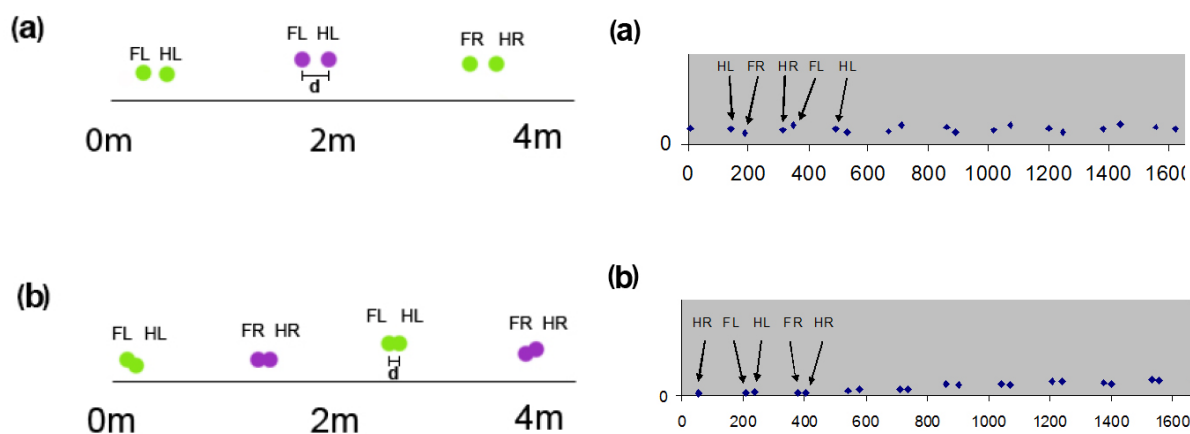 (a)
FL HL
FL HL
FR HR
d
0m 2m 4m
(a)
HL FR HR FL HL
0
0 200 400 600 800 1000 1200 1400 1600
(b)
FL HL
FR HR
FL HL
FR HR
d
0m 2m 4m
(b)
HR FL HL FR HR
0
0 200 400 600 800 1000 1200 1400 1600